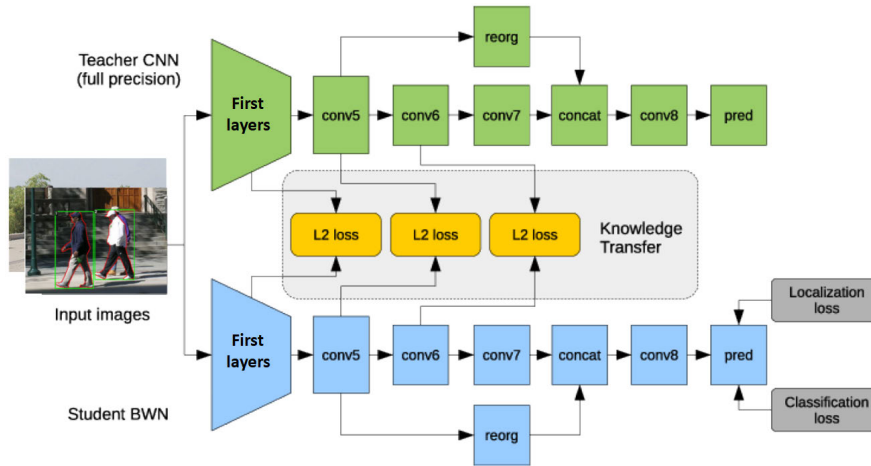 Teacher CNN
(full precision)
First
layers
reorg
conv5
conv6
conv7
concat
conv8
pred
L2 loss
L2 loss
L2 loss
Knowledge
Transfer
Input images
First
layers
conv5
conv6
conv7
concat
conv8
pred
Localization
loss
Classification
loss
Student BWN
reorg